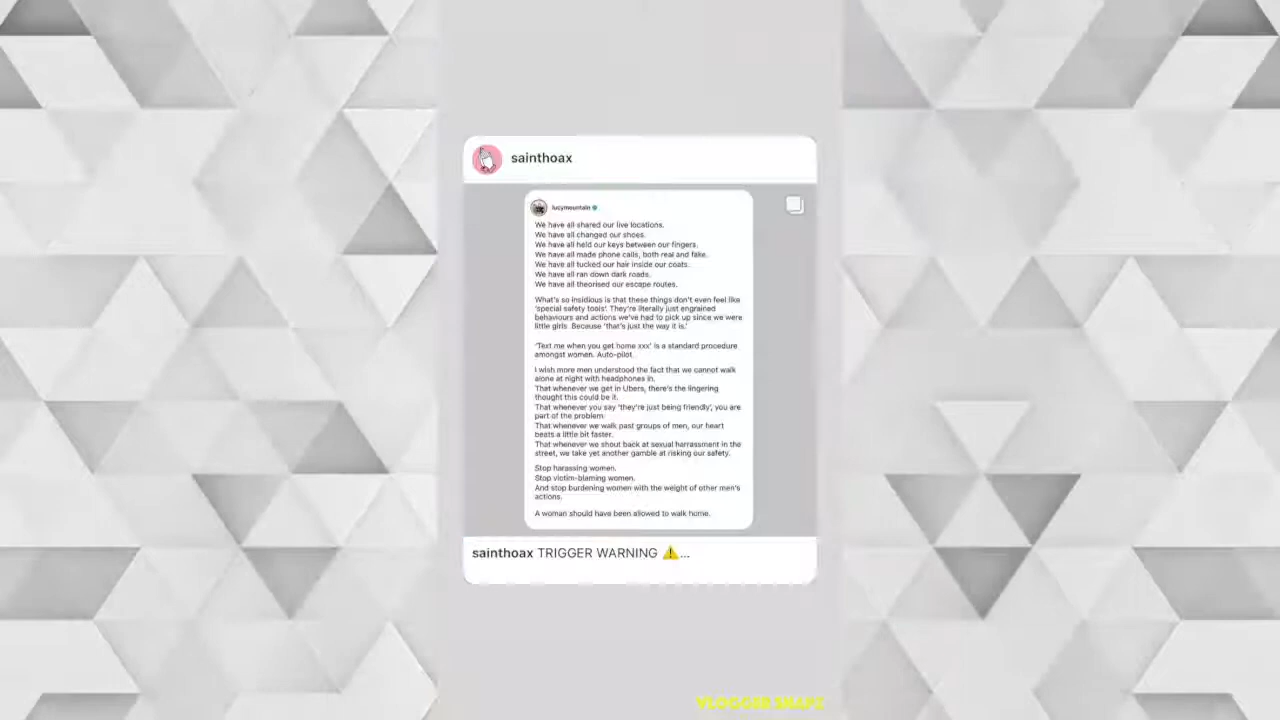 sainthoax
lucymountain
We have all shared our live locations.
We have all changed our shoes.
We have all held our keys between our fingers.
We have all made phone calls, both real and fake.
We have all tucked our hair inside our coats.
We have all ran down dark roads.
We have all theorised our escape routes.
What's so insidious is that these things don't even feel like
'special safety tools'. They're literally just engrained
behaviours and actions we've had to pick up since we were
little girls. Because 'that's just the way it is.'
'Text me when you get home xxx' is a standard procedure
amongst women. Auto-pilot.
I wish more men understood the fact that we cannot walk
alone at night with headphones in.
That whenever we get in Ubers, there's the lingering
thought this could be it.
That whenever you say 'they're just being friendly', you are
part of the problem
That whenever we walk past groups of men, our heart
beats a little bit faster.
That whenever we shout back at sexual harrassment in the
street, we take yet another gamble at risking our safety.
Stop harassing women.
Stop victim-blaming women.
And stop burdening women with the weight of other men's
actions.
A woman should have been allowed to walk home.
sainthoax TRIGGER WARNING ⚠️...
VLOGGER SNAPZ